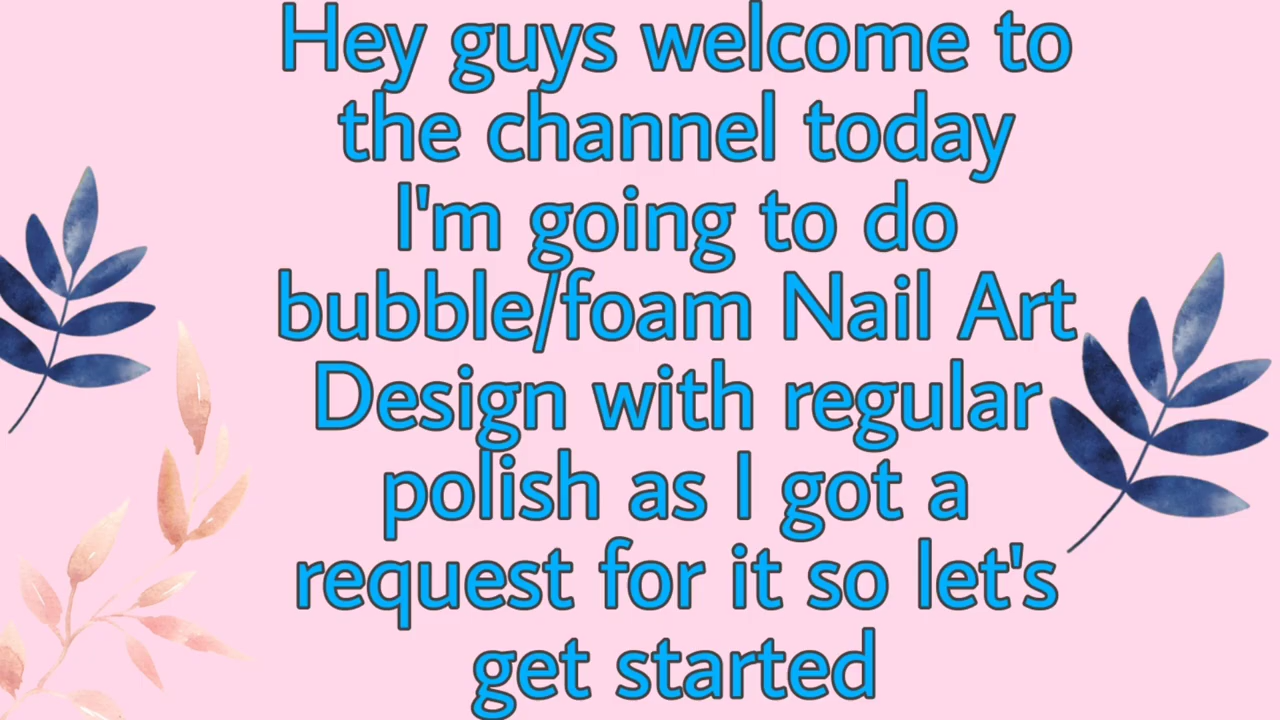 Hey guys welcome to
the channel today
I'm going to do
bubble/foam Nail Art
Design with regular
polish as I got a
request for it so let's
get started